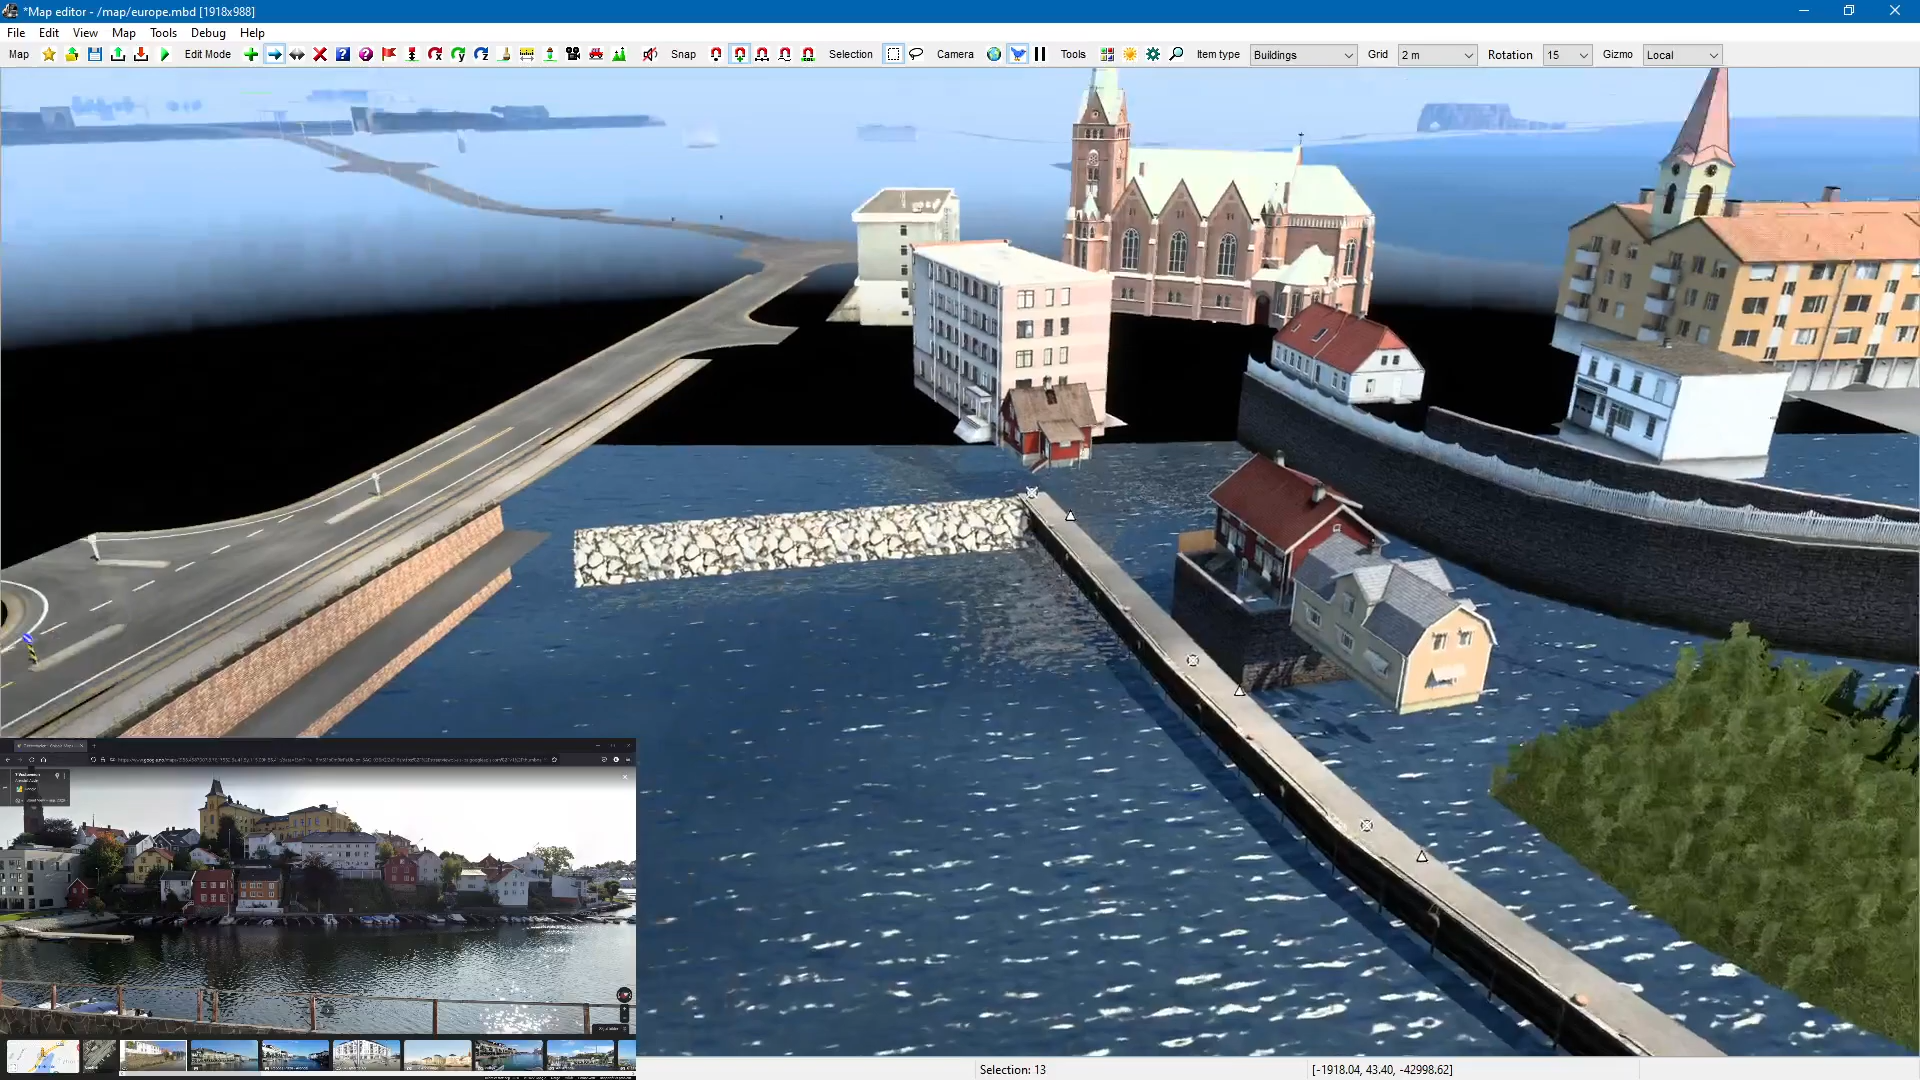 *Map editor - /map/europe.mbd [1918x988]
File Edit View Map Tools Debug Help
Map Edit Mode Snap Selection Camera Tools Item type Buildings Grid 2 m Rotation 15 Gizmo Local
Selection: 13
[-1918.04, 43.40, -42998.62]